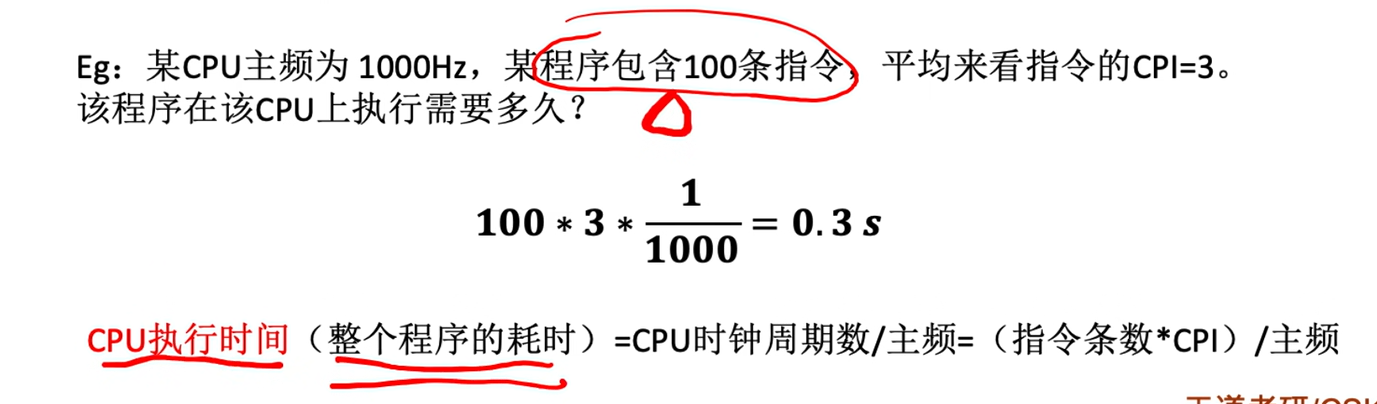 Eg：某CPU主频为 1000Hz，某程序包含100条指令， 平均来看指令的CPI=3。
该程序在该CPU上执行需要多久？
100 * 3 * 1/1000 = 0.3 s
CPU执行时间（整个程序的耗时）=CPU时钟周期数/主频=（指令条数*CPI）/主频